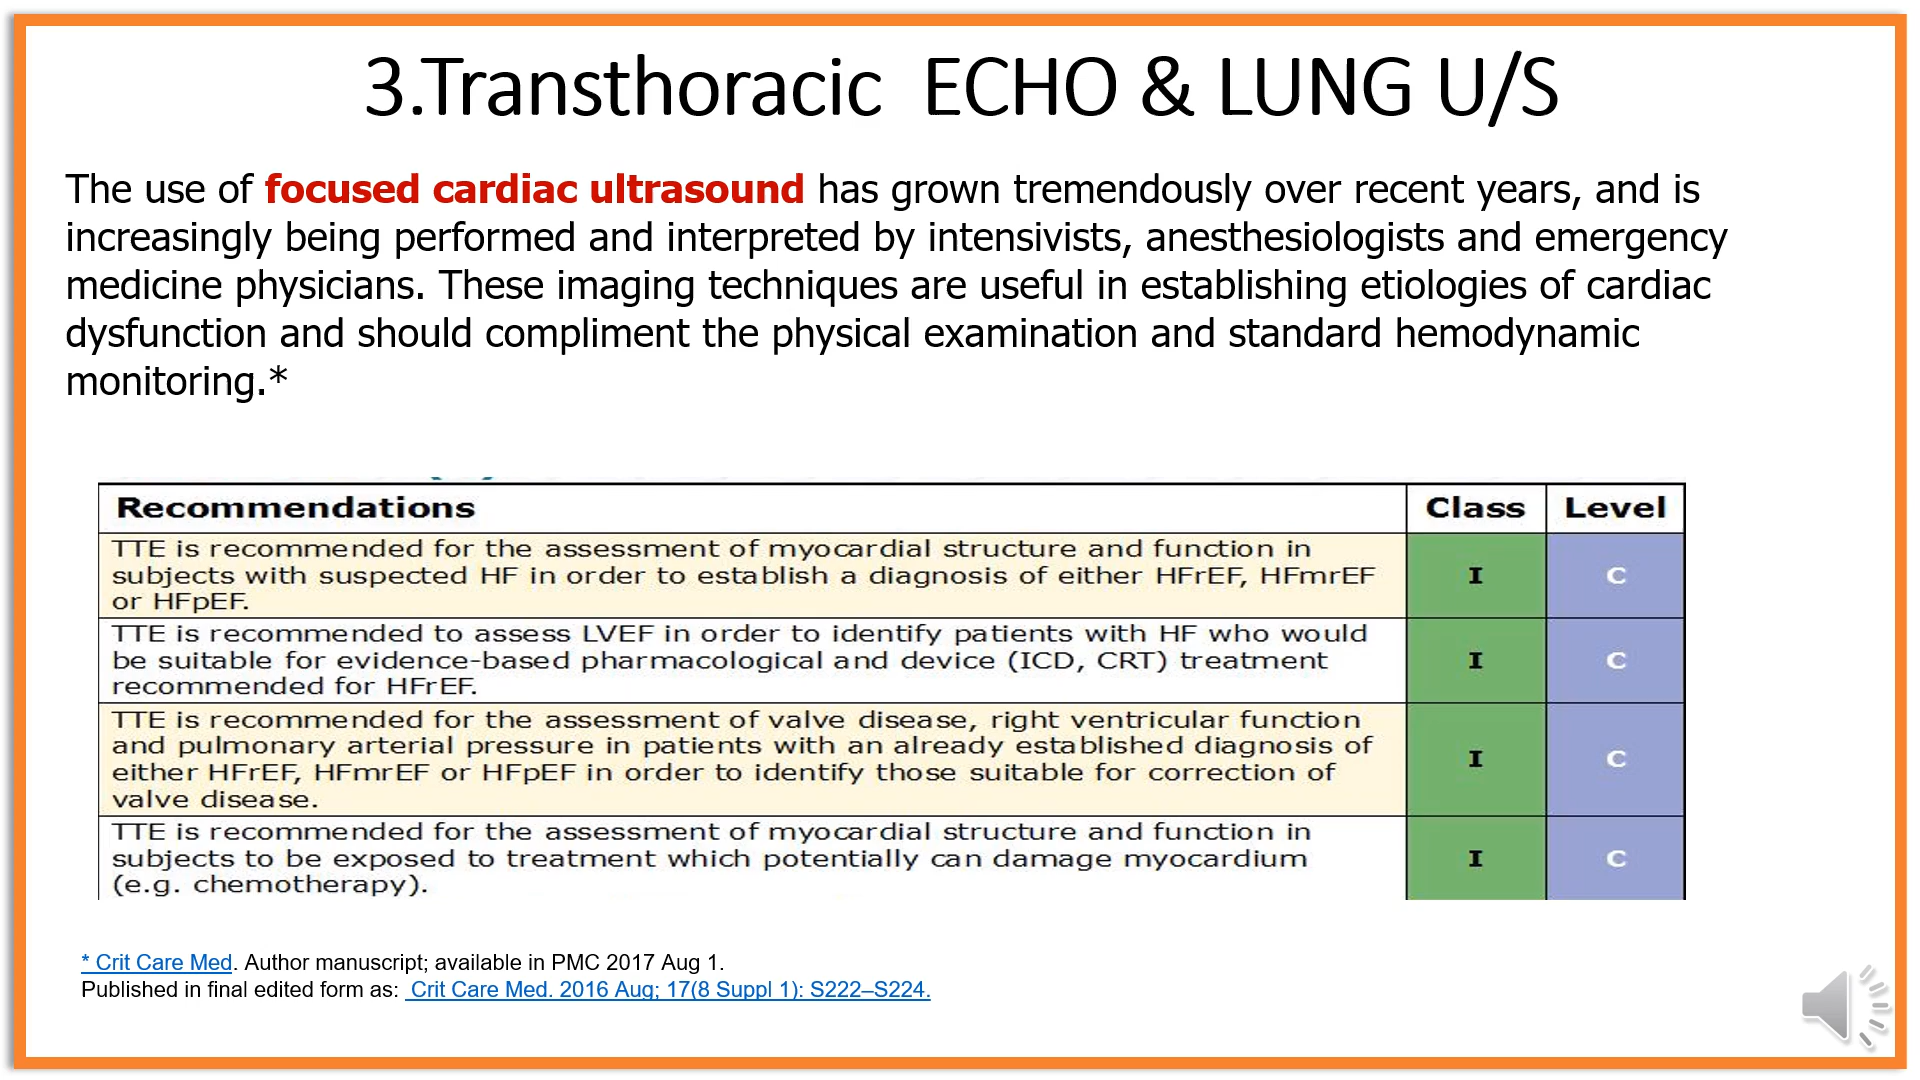 3.Transthoracic  ECHO & LUNG U/S
The use of focused cardiac ultrasound has grown tremendously over recent years, and is
increasingly being performed and interpreted by intensivists, anesthesiologists and emergency
medicine physicians. These imaging techniques are useful in establishing etiologies of cardiac
dysfunction and should compliment the physical examination and standard hemodynamic
monitoring.*
Recommendations Class Level
TTE is recommended for the assessment of myocardial structure and function in
subjects with suspected HF in order to establish a diagnosis of either HFrEF, HFmrEF
or HFpEF.
I C
TTE is recommended to assess LVEF in order to identify patients with HF who would
be suitable for evidence-based pharmacological and device (ICD, CRT) treatment
recommended for HFrEF.
I C
TTE is recommended for the assessment of valve disease, right ventricular function
and pulmonary arterial pressure in patients with an already established diagnosis of
either HFrEF, HFmrEF or HFpEF in order to identify those suitable for correction of
valve disease.
I C
TTE is recommended for the assessment of myocardial structure and function in
subjects to be exposed to treatment which potentially can damage myocardium
(e.g. chemotherapy).
I C
* Crit Care Med. Author manuscript; available in PMC 2017 Aug 1.
Published in final edited form as:  Crit Care Med. 2016 Aug; 17(8 Suppl 1): S222–S224.